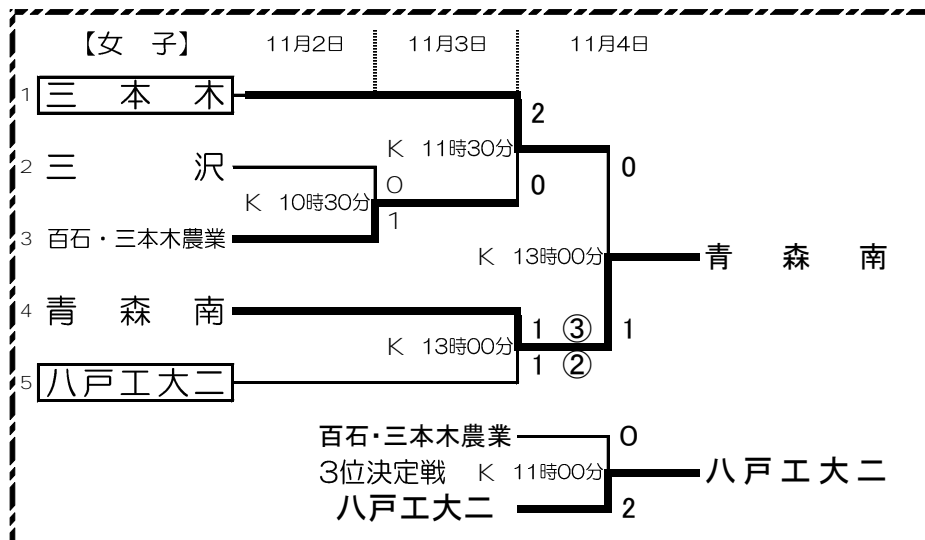 【女　子】 11月2日 11月3日 11月4日
1 三　本　木
2
K 11時30分
2 三　　　沢
0
0
0
K 10時30分
1
3 百石・三本木農業
K 13時00分
青　森　南
4 青　森　南
1 ③
1
K 13時00分
1 ②
5 八戸工大二
百石・三本木農業
0
3位決定戦 K 11時00分
八戸工大二
八戸工大二
2